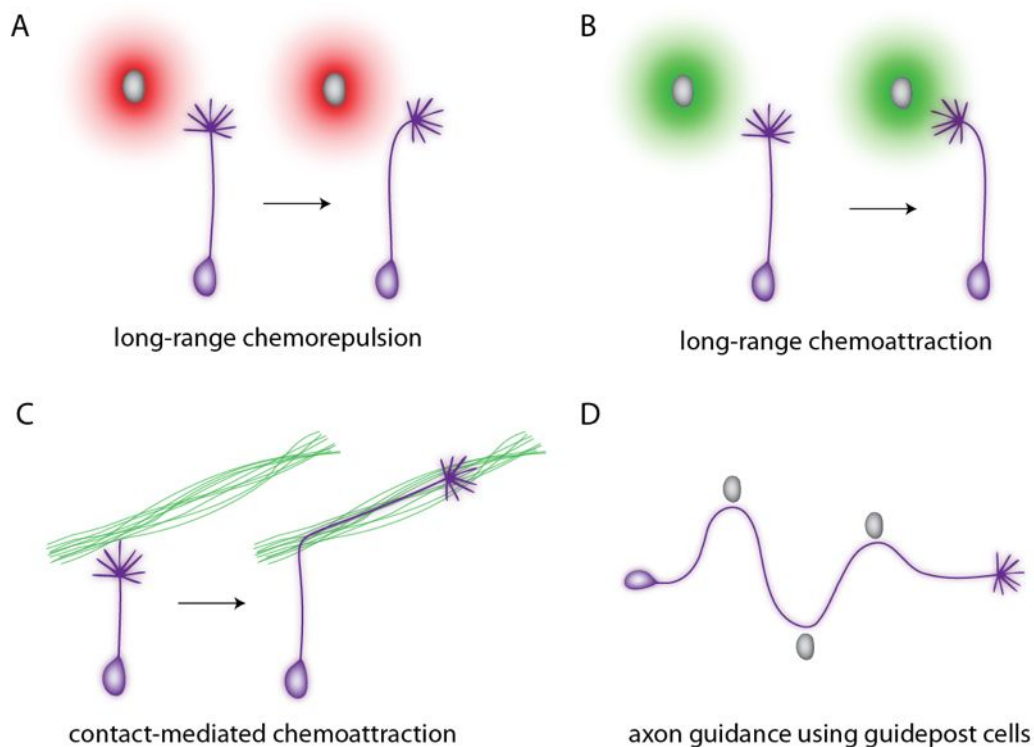 A
B
long-range chemorepulsion
long-range chemoattraction
C
D
contact-mediated chemoattraction
axon guidance using guidepost cells